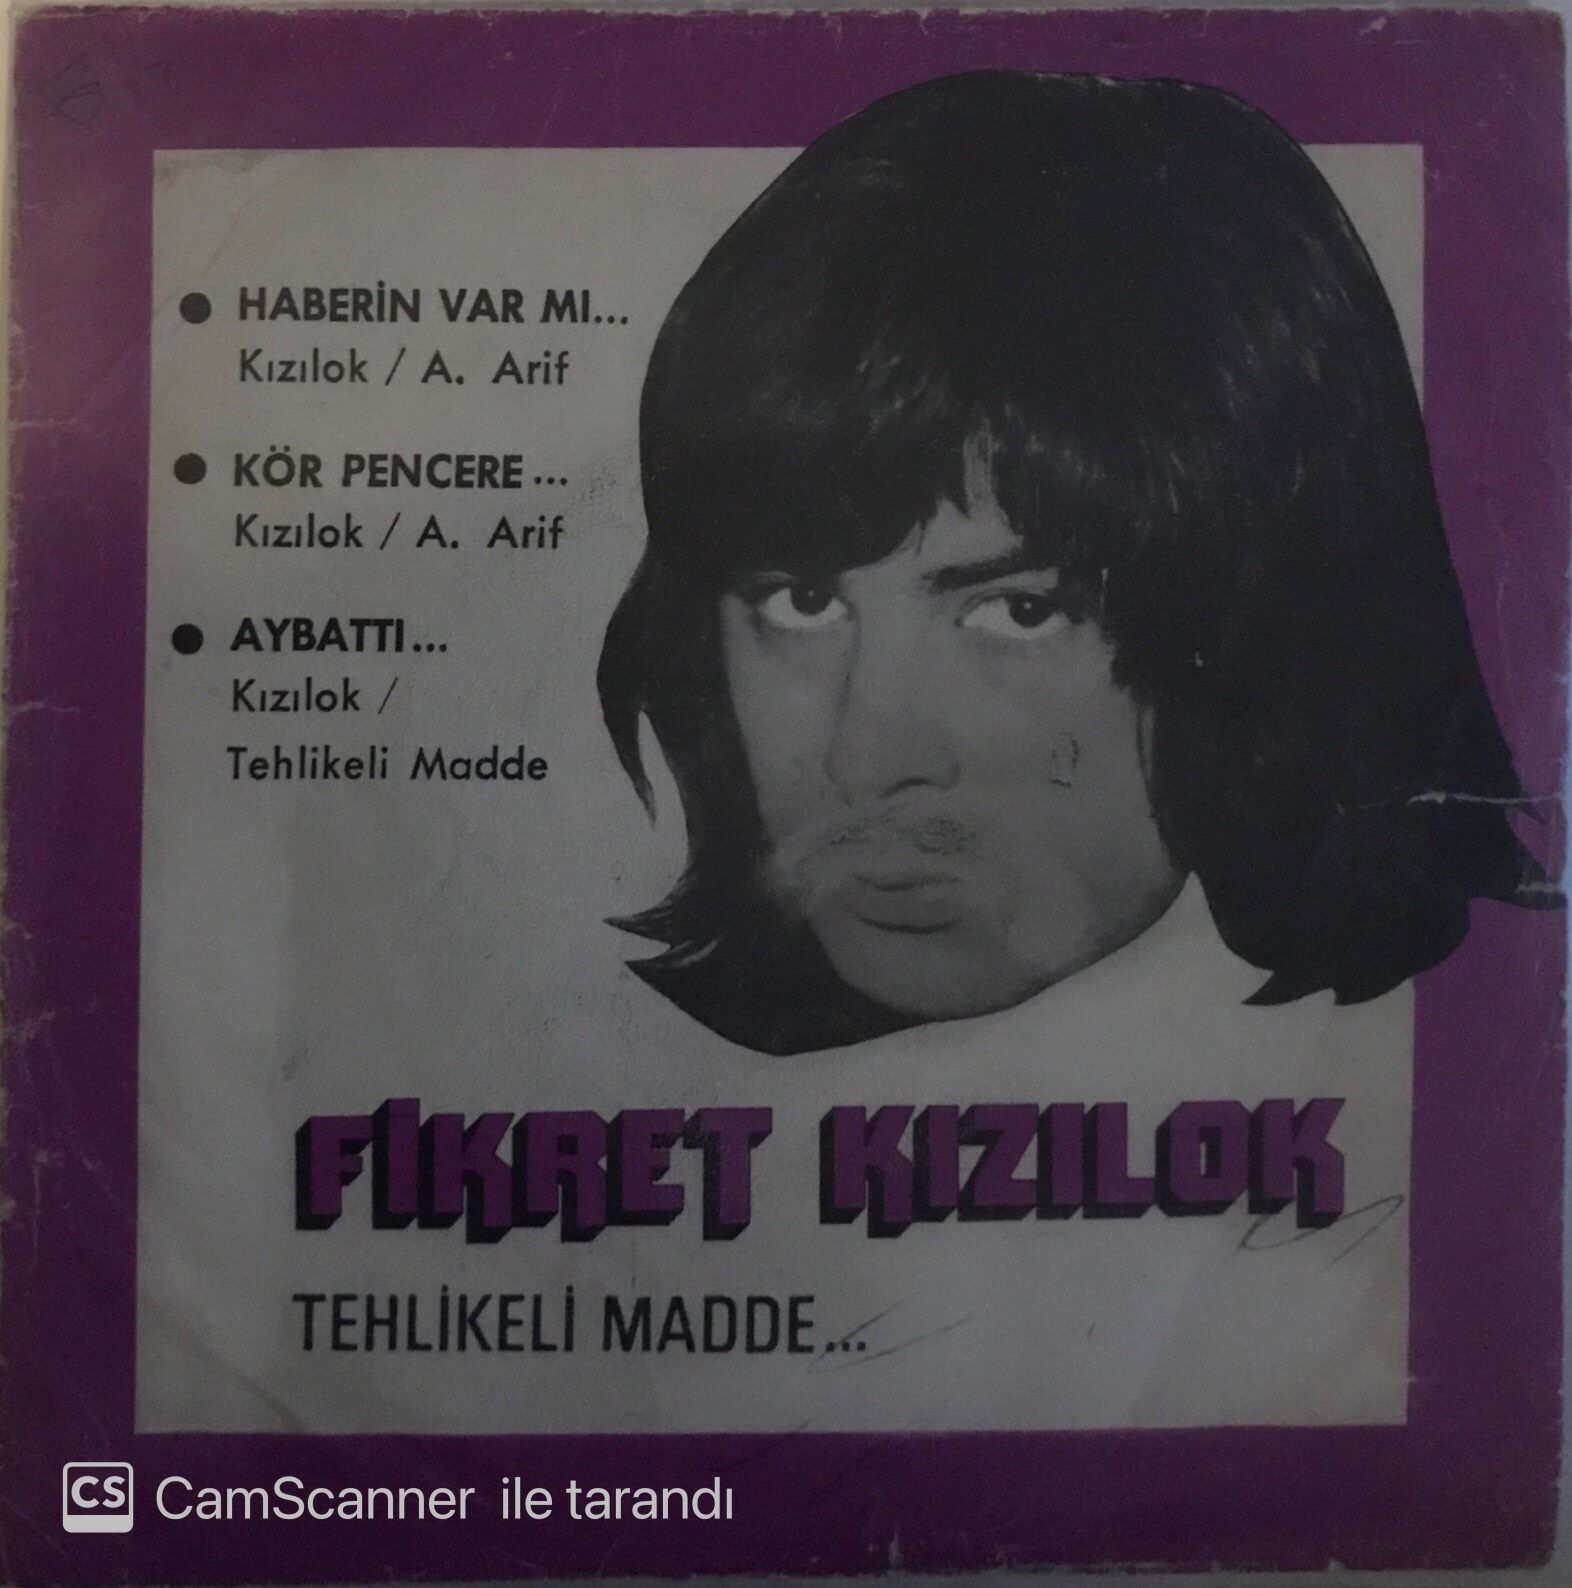 HABERİN VAR MI...
Kızılok / A. Arif
KÖR PENCERE...
Kızılok / A. Arif
AYBATTI...
Kızılok /
Tehlikeli Madde
FİKRET KIZILOK
TEHLİKELİ MADDE...
CS CamScanner ile tarandı